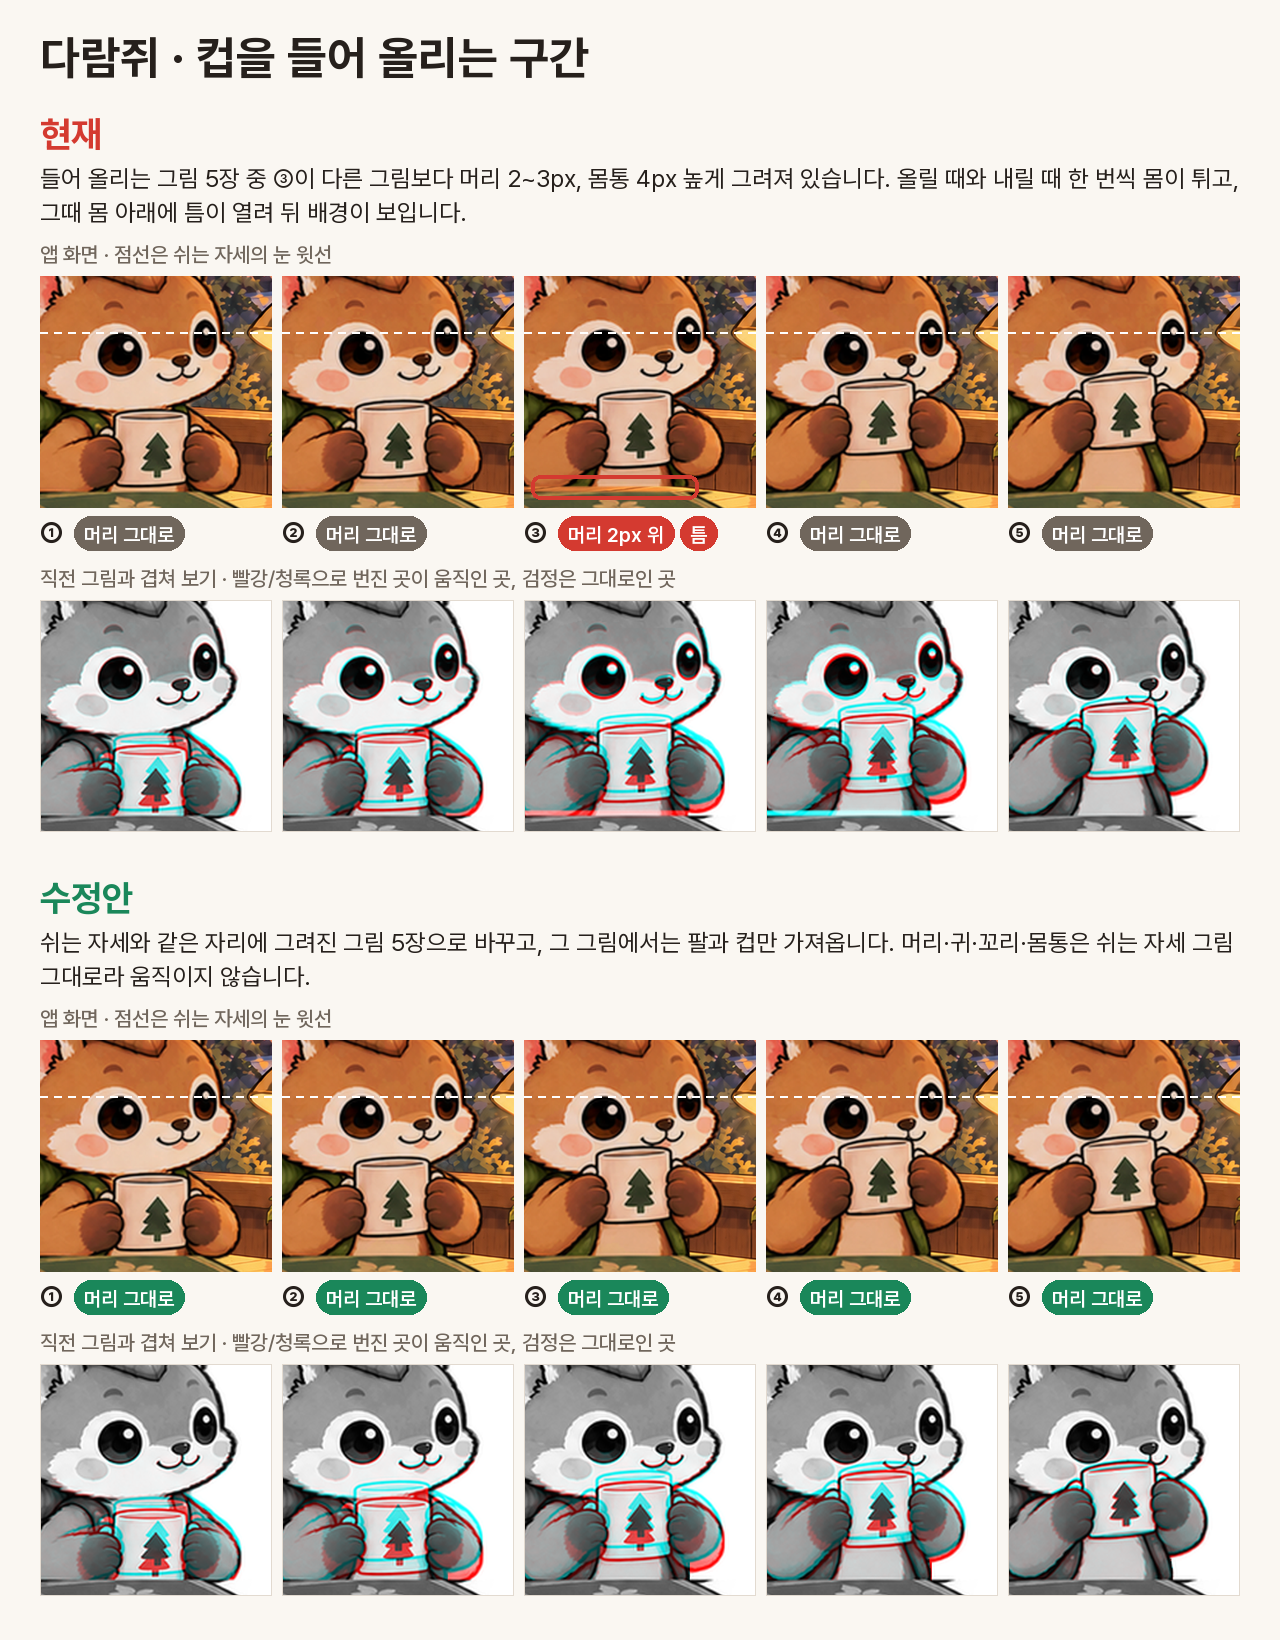 다람쥐 · 컵을 들어 올리는 구간
현재
들어 올리는 그림 5장 중 ③이 다른 그림보다 머리 2~3px, 몸통 4px 높게 그려져 있습니다. 올릴 때와 내릴 때 한 번씩 몸이 튀고,
그때 몸 아래에 틈이 열려 뒤 배경이 보입니다.
앱 화면 · 점선은 쉬는 자세의 눈 윗선
① 머리 그대로 ② 머리 그대로 ③ 머리 2px 위 틈 ④ 머리 그대로 ⑤ 머리 그대로
직전 그림과 겹쳐 보기 · 빨강/청록으로 번진 곳이 움직인 곳, 검정은 그대로인 곳
수정안
쉬는 자세와 같은 자리에 그려진 그림 5장으로 바꾸고, 그 그림에서는 팔과 컵만 가져옵니다. 머리·귀·꼬리·몸통은 쉬는 자세 그림
그대로라 움직이지 않습니다.
앱 화면 · 점선은 쉬는 자세의 눈 윗선
① 머리 그대로 ② 머리 그대로 ③ 머리 그대로 ④ 머리 그대로 ⑤ 머리 그대로
직전 그림과 겹쳐 보기 · 빨강/청록으로 번진 곳이 움직인 곳, 검정은 그대로인 곳